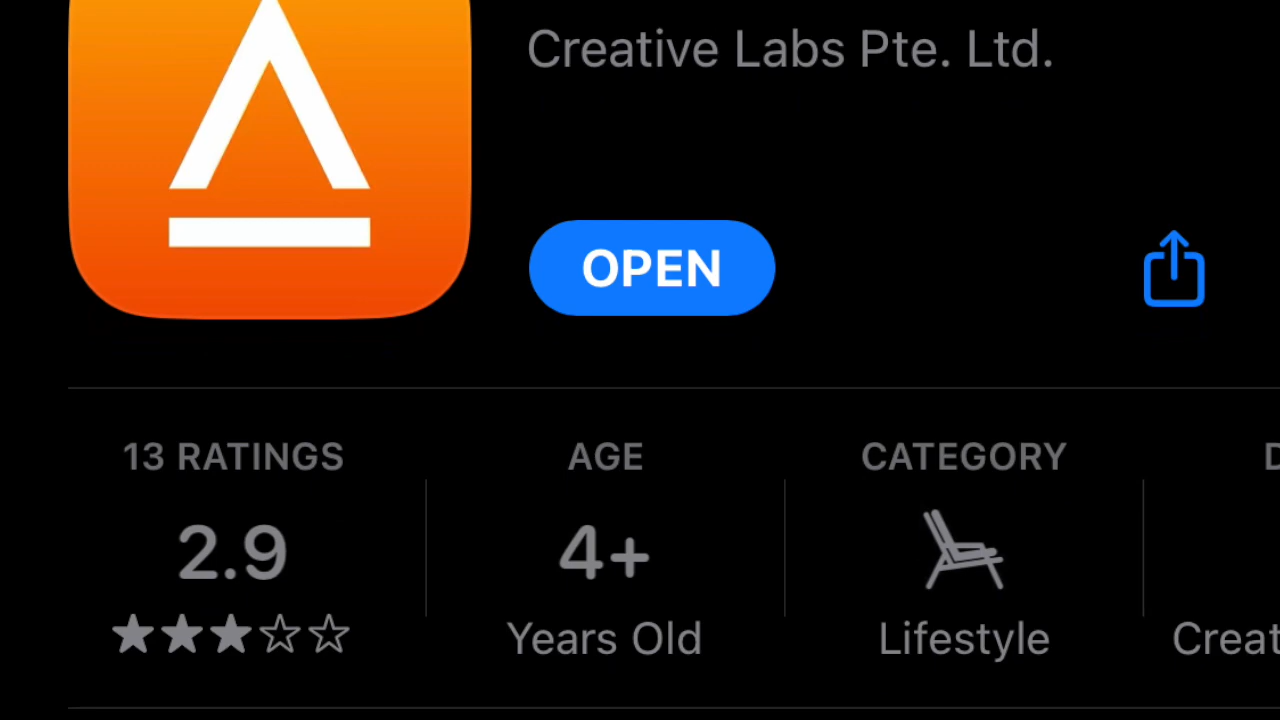 Creative Labs Pte. Ltd.
OPEN
13 RATINGS
AGE
CATEGORY
2.9
4+
Years Old
Lifestyle
Creat